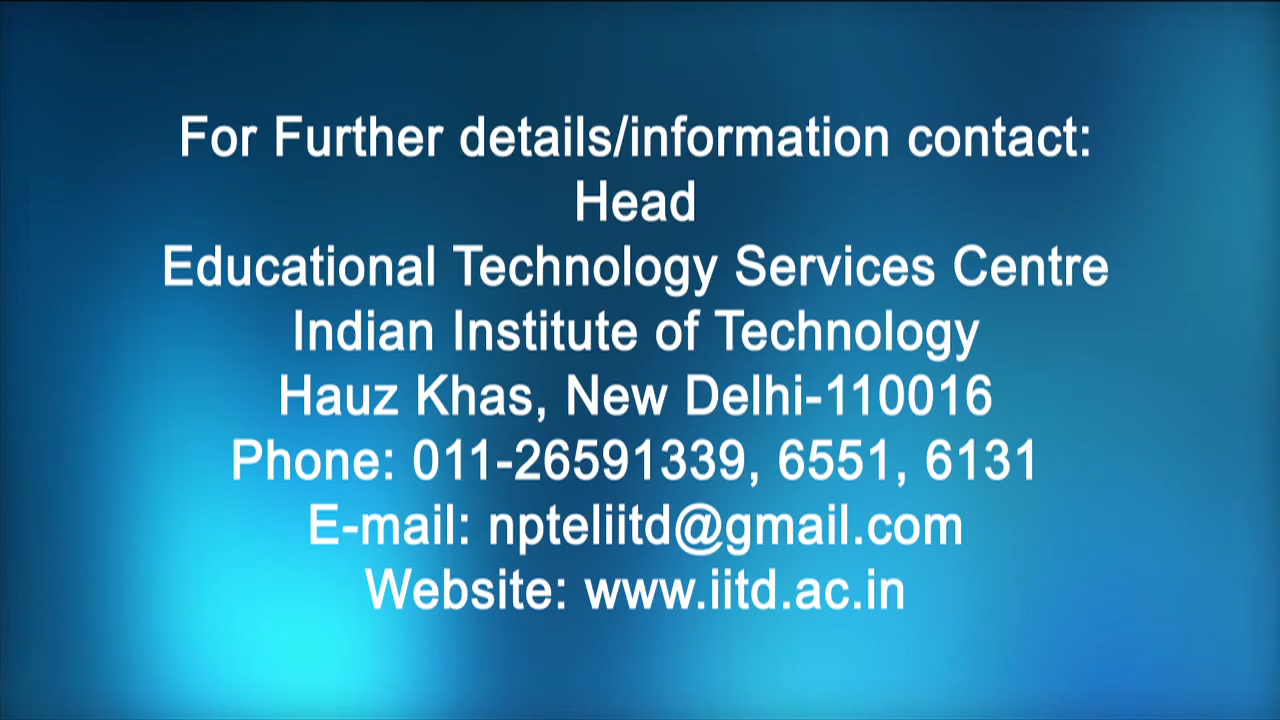 For Further details/information contact:
Head
Educational Technology Services Centre
Indian Institute of Technology
Hauz Khas, New Delhi-110016
Phone: 011-26591339, 6551, 6131
E-mail: npteliitd@gmail.com
Website: www.iitd.ac.in